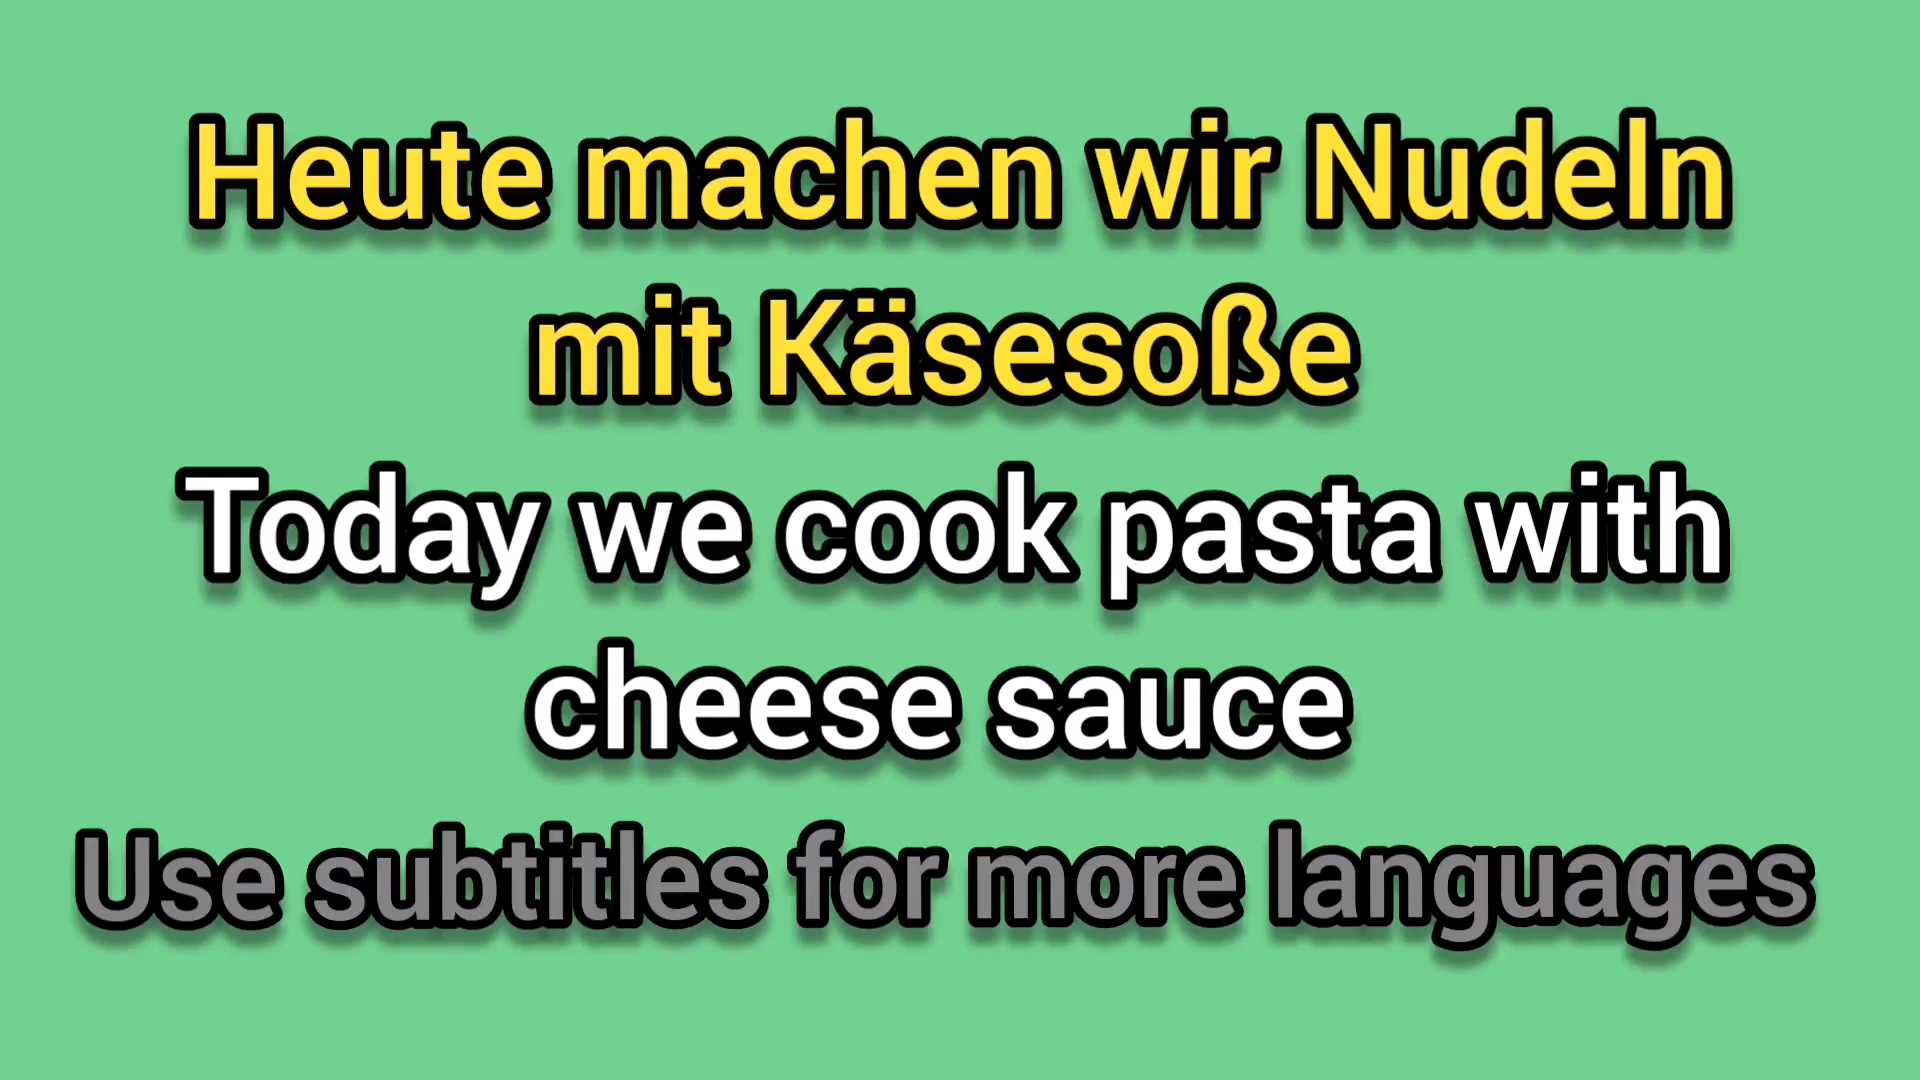 Heute machen wir Nudeln
mit Käsesoße
Today we cook pasta with
cheese sauce
Use subtitles for more languages